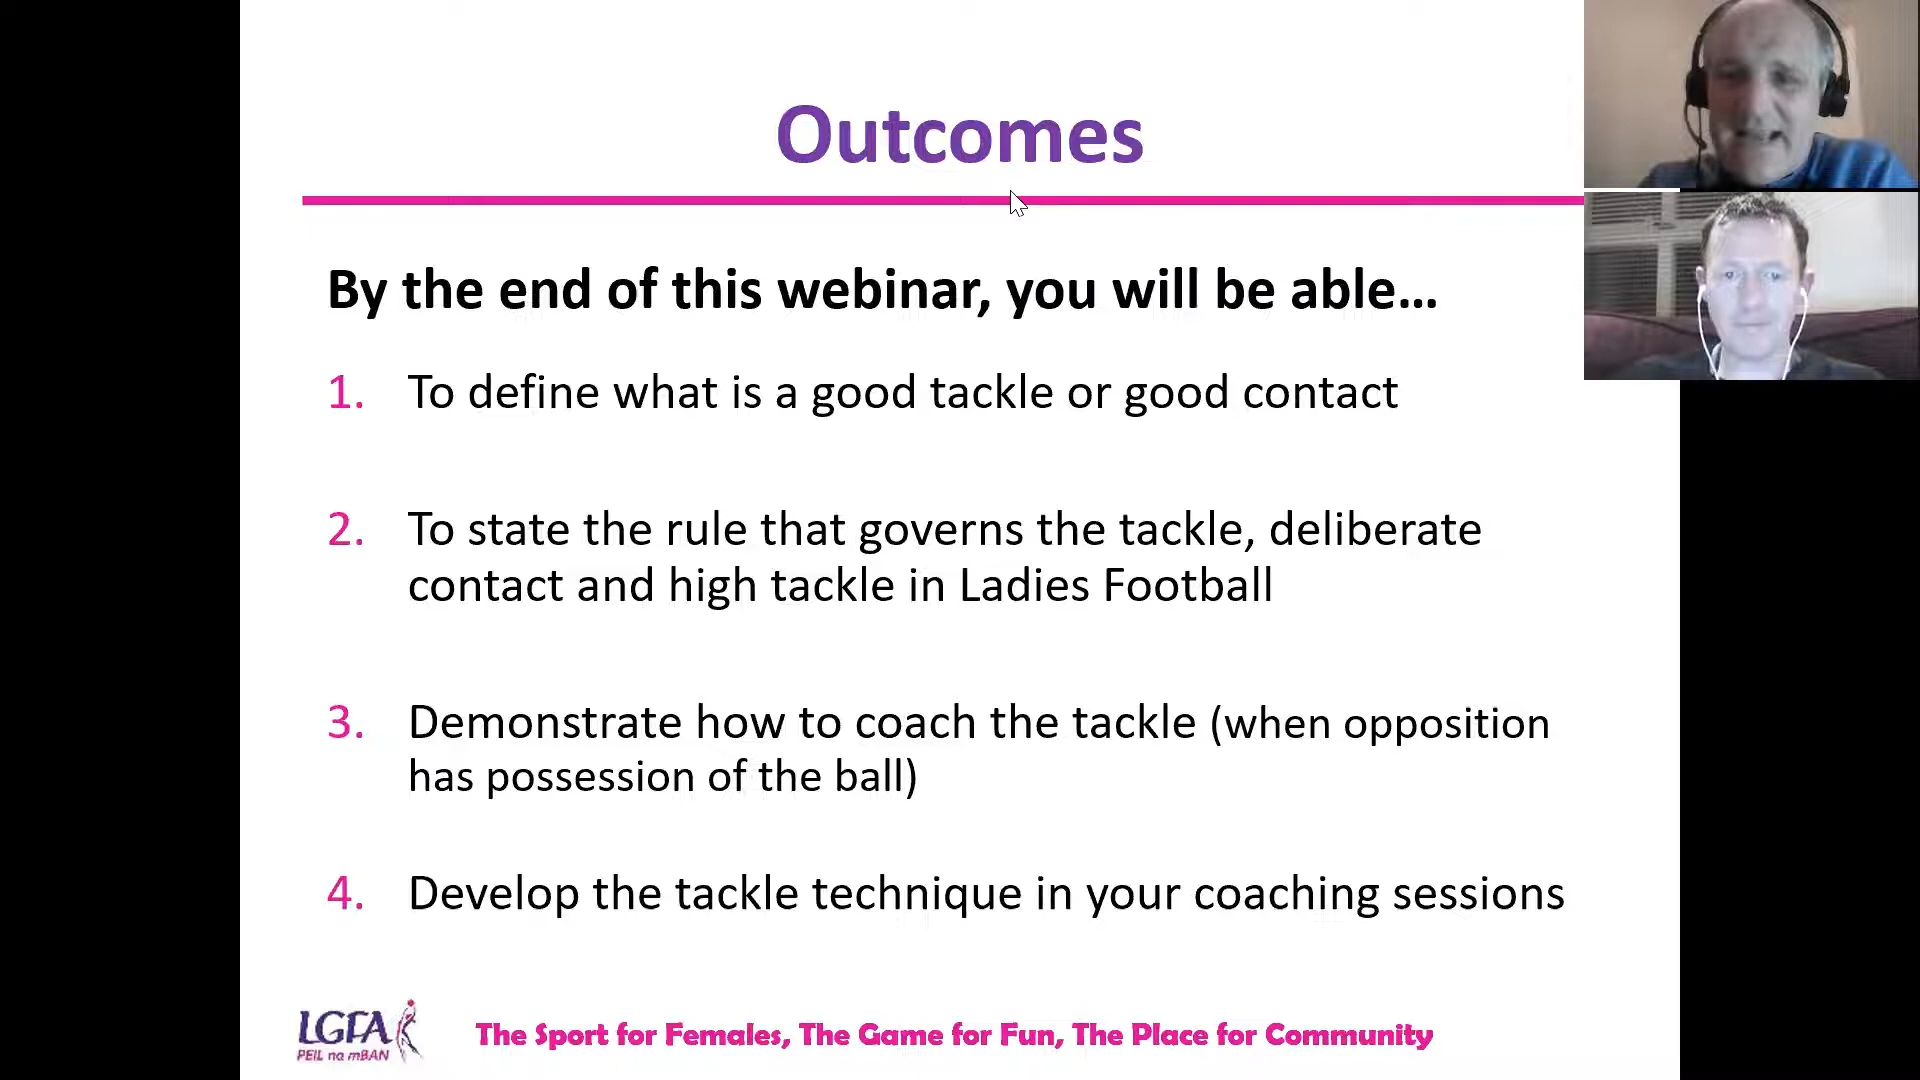 Outcomes
By the end of this webinar, you will be able...
1. To define what is a good tackle or good contact
2. To state the rule that governs the tackle, deliberate
contact and high tackle in Ladies Football
3. Demonstrate how to coach the tackle (when opposition
has possession of the ball)
4. Develop the tackle technique in your coaching sessions
LGFA
PEIL na mBAN
The Sport for Females, The Game for Fun, The Place for Community